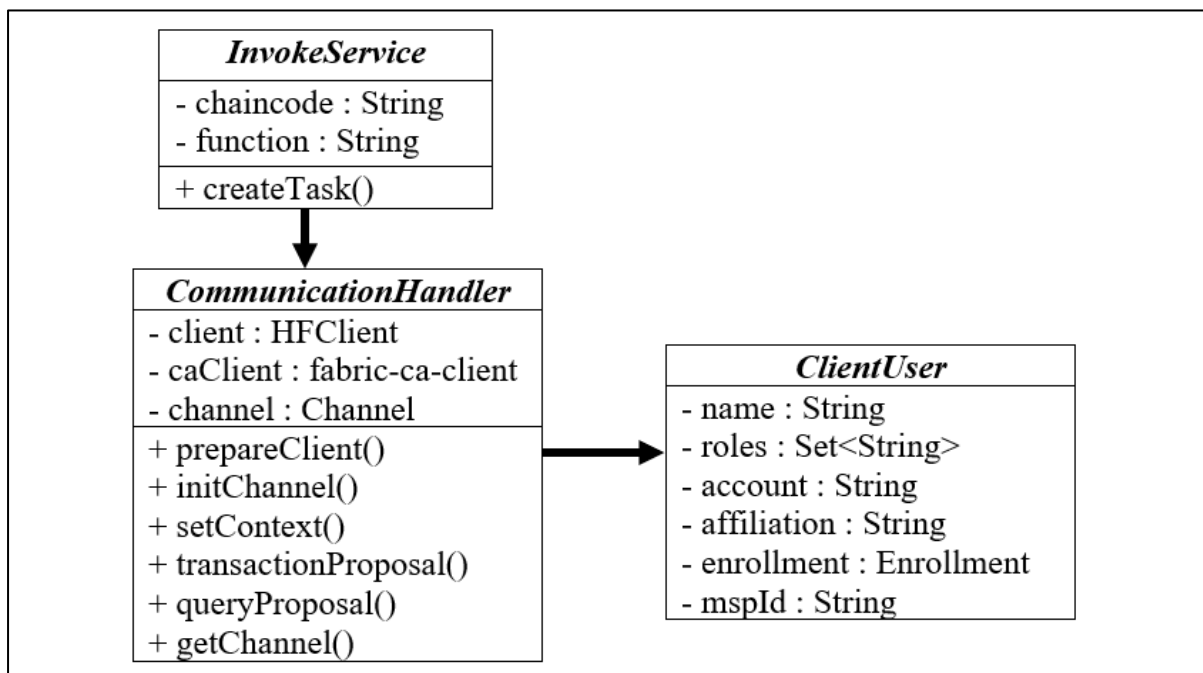 InvokeService
- chaincode : String
- function : String
+ createTask()
CommunicationHandler
- client : HFClient
- caClient : fabric-ca-client
- channel : Channel
+ prepareClient()
+ initChannel()
+ setContext()
+ transactionProposal()
+ queryProposal()
+ getChannel()
ClientUser
- name : String
- roles : Set<String>
- account : String
- affiliation : String
- enrollment : Enrollment
- mspId : String